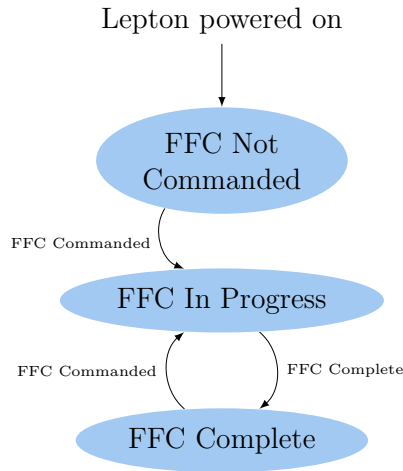 Lepton powered on
FFC Not
Commanded
FFC Commanded
FFC In Progress
FFC Commanded
FFC Complete
FFC Complete